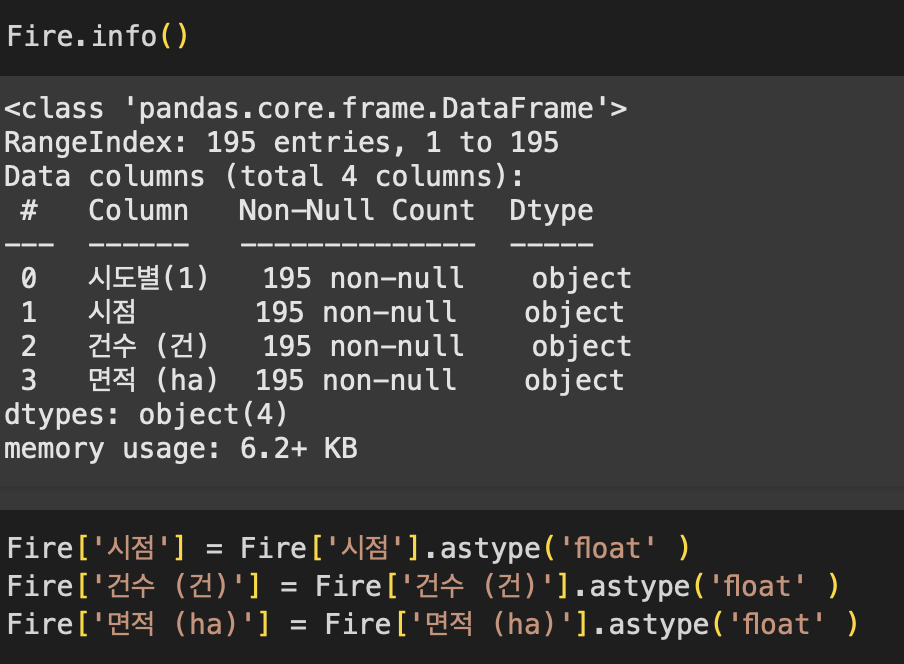 Fire.info()
<class 'pandas.core.frame.DataFrame'>
RangeIndex: 195 entries, 1 to 195
Data columns (total 4 columns):
 #   Column   Non-Null Count  Dtype
---  ------   --------------  -----
 0   시도별(1)   195 non-null    object
 1   시점       195 non-null    object
 2   건수 (건)   195 non-null    object
 3   면적 (ha)  195 non-null    object
dtypes: object(4)
memory usage: 6.2+ KB
Fire['시점'] = Fire['시점'].astype('float' )
Fire['건수 (건)'] = Fire['건수 (건)'].astype('float' )
Fire['면적 (ha)'] = Fire['면적 (ha)'].astype('float' )